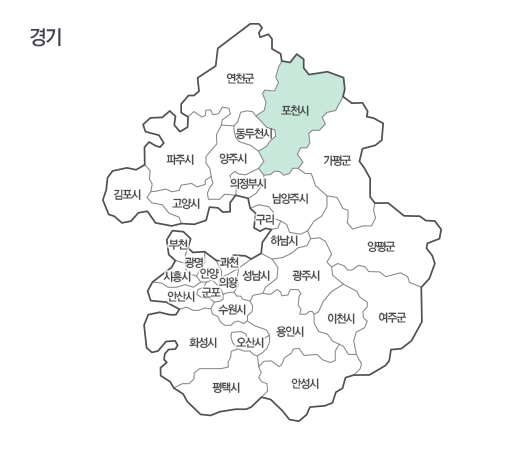 경기
연천군
포천시
동두천시
파주시
양주시
가평군
의정부시
김포시
고양시
남양주시
구리
부천
하남시
양평군
광명
과천
시흥시
안양
의왕
성남시
광주시
안산시
군포
수원시
이천시
여주군
화성시
오산시
용인시
평택시
안성시